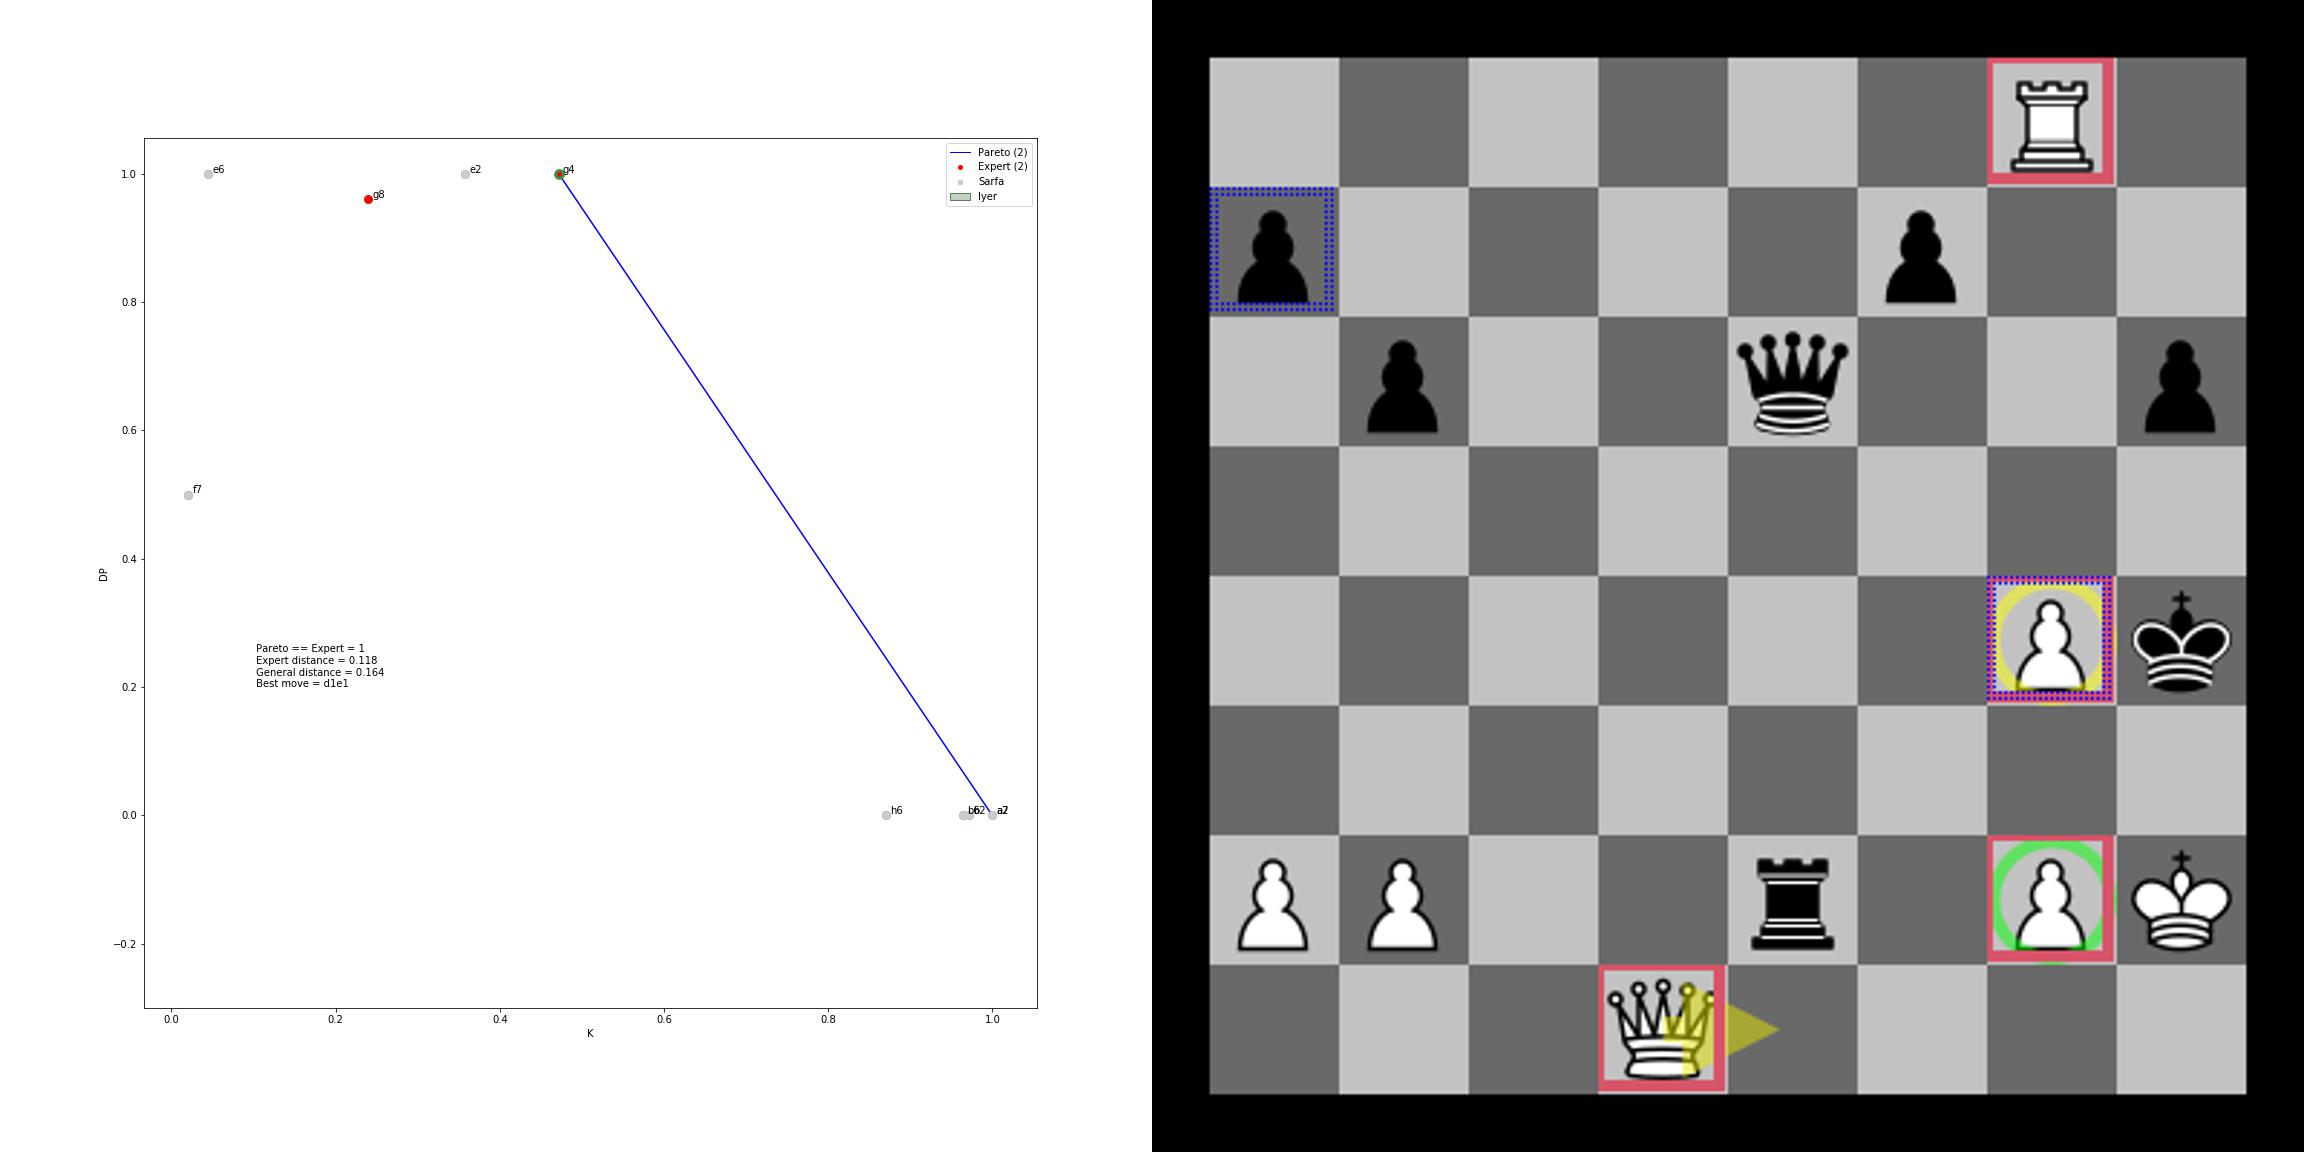 Pareto (2)
Expert (2)
Sarfa
Iyer
e6
e2
g4
g8
f7
h6
b6
a7
1.0
0.8
0.6
0.4
0.2
0.0
−0.2
DP
Pareto == Expert = 1
Expert distance = 0.118
General distance = 0.164
Best move = d1e1
0.0
0.2
0.4
0.6
0.8
1.0
K